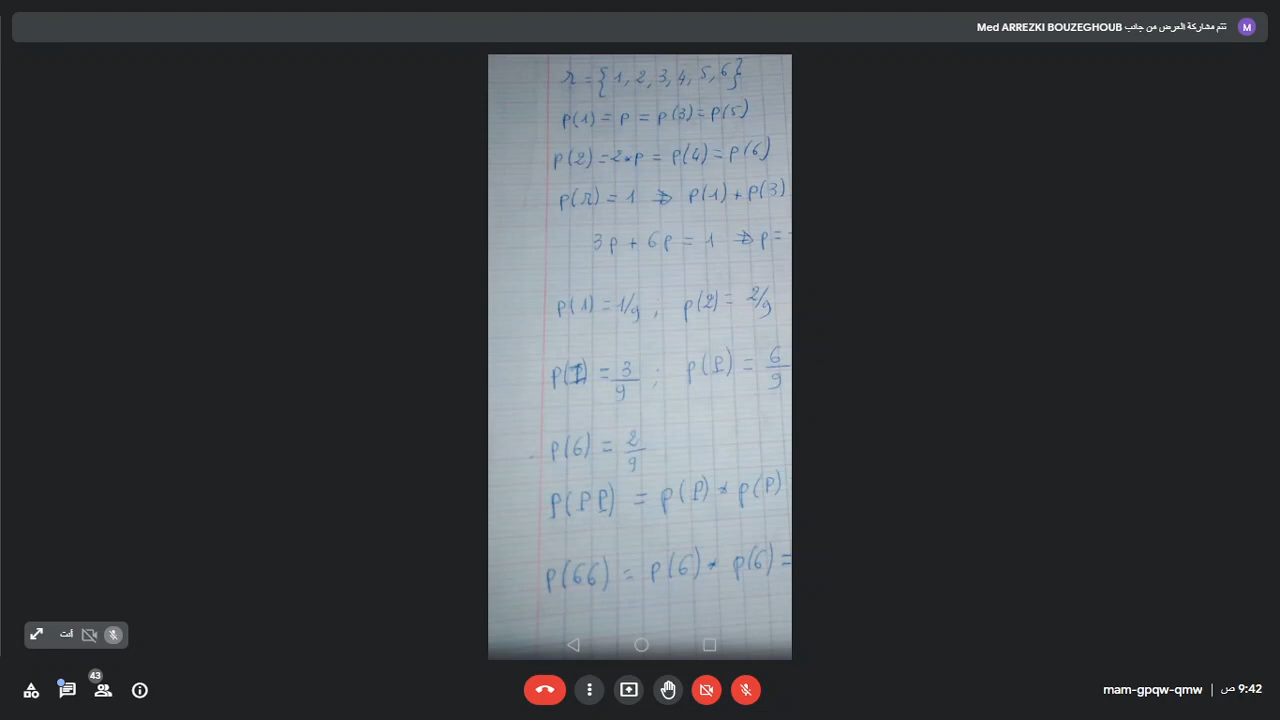 تتم مشاركة العرض من جانب Med ARREZKI BOUZEGHOUB
M
Ω = {1, 2, 3, 4, 5, 6}
p(1) = p = p(3) = p(5)
p(2) = 2*p = p(4) = p(6)
p(Ω) = 1 ⇒ p(1) + p(3)
3p + 6p = 1 ⇒ p =
p(1) = 1/9 ; p(2) = 2/9
p(I) = 3/9 ; p(P) = 6/9
p(6) = 2/9
P(PP) = p(P) * p(P)
p(66) = p(6) * p(6) =
أنت
43
mam-gpqw-qmw | 9:42 ص